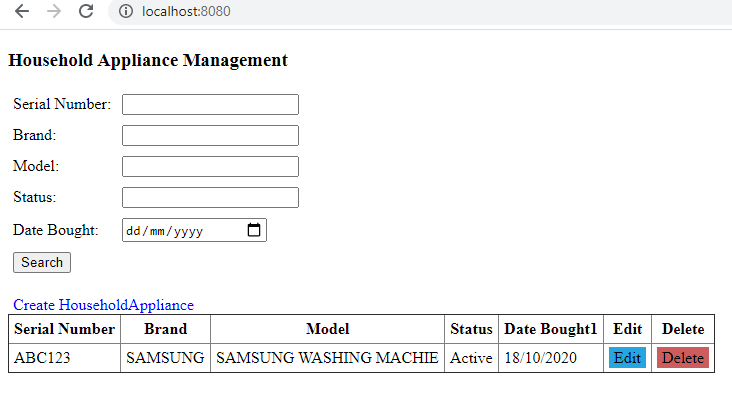 localhost:8080
Household Appliance Management
Serial Number:
Brand:
Model:
Status:
Date Bought: dd/mm/yyyy
Search
Create HouseholdAppliance
Serial Number Brand Model Status Date Bought1 Edit Delete
ABC123 SAMSUNG SAMSUNG WASHING MACHIE Active 18/10/2020 Edit Delete